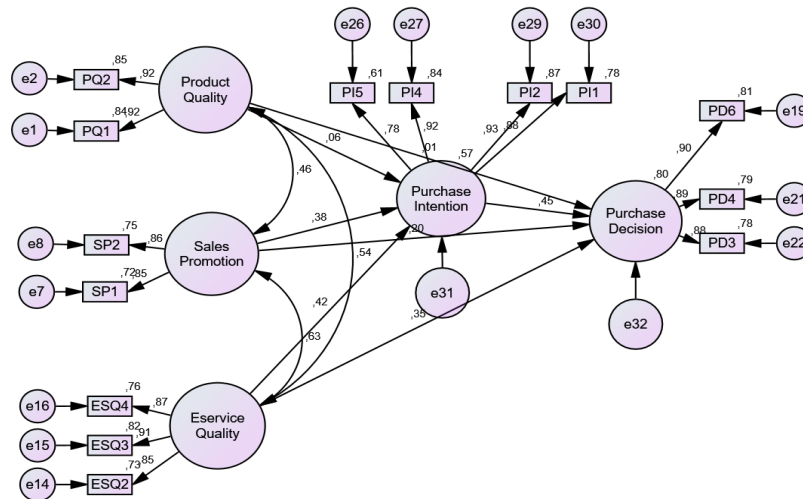 e26
e27
e29
e30
e2
PQ2
,85
,92
Product
Quality
e1
PQ1
,84
,92
PI5
,61
PI4
,84
PI2
,87
PI1
,78
,78
,92
,93
,88
,06
,01
,57
,46
PD6
,81
e19
,90
,80
Purchase
Intention
,45
Purchase
Decision
,89
PD4
,79
e21
,88
PD3
,78
e22
e8
SP2
,75
,86
Sales
Promotion
,38
,20
,54
e7
SP1
,72
,85
,42
,63
e31
,35
e32
e16
ESQ4
,76
,87
Eservice
Quality
e15
ESQ3
,82
,91
e14
ESQ2
,73
,85